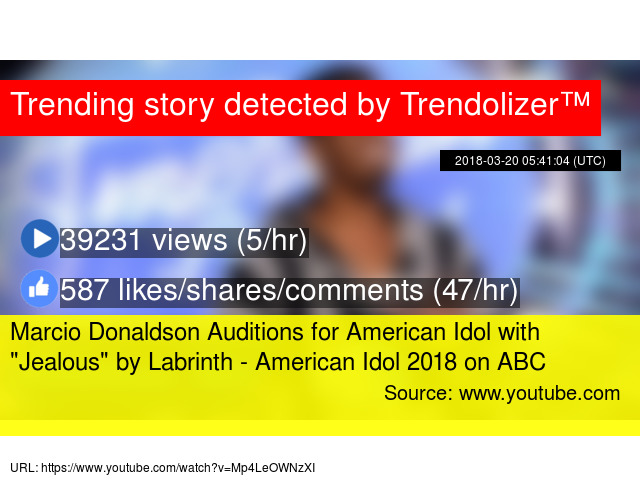 Trending story detected by Trendolizer™
2018-03-20 05:41:04 (UTC)
39231 views (5/hr)
587 likes/shares/comments (47/hr)
Marcio Donaldson Auditions for American Idol with
"Jealous" by Labrinth - American Idol 2018 on ABC
Source: www.youtube.com
URL: https://www.youtube.com/watch?v=Mp4LeOWNzXI